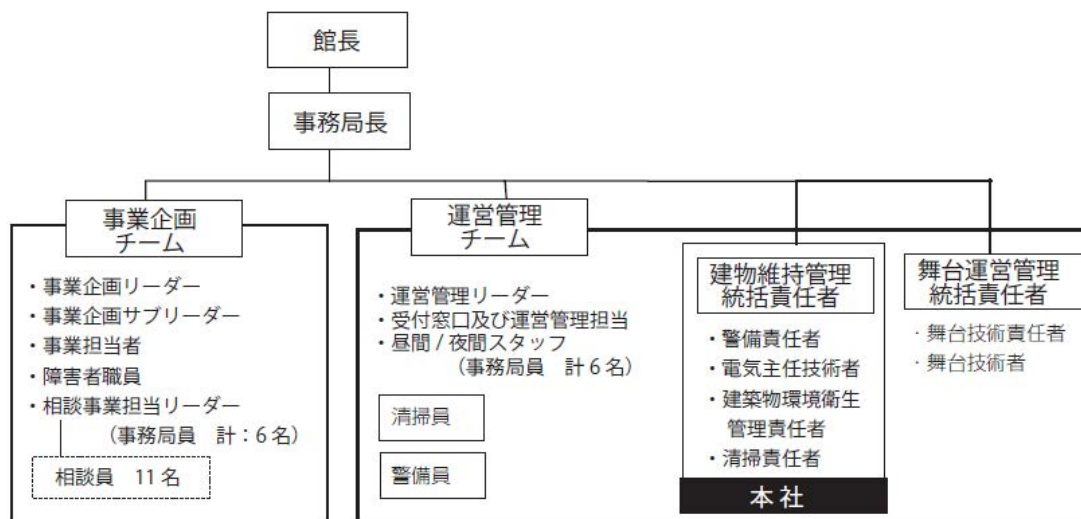 館長
事務局長
事業企画
チーム
・事業企画リーダー
・事業企画サブリーダー
・事業担当者
・障害者職員
・相談事業担当リーダー
（事務局員　計：6 名）
相談員　11 名
運営管理
チーム
・運営管理リーダー
・受付窓口及び運営管理担当
・昼間 / 夜間スタッフ
（事務局員　計 6 名）
清掃員
警備員
建物維持管理
統括責任者
・警備責任者
・電気主任技術者
・建築物環境衛生
管理責任者
・清掃責任者
本社
舞台運営管理
統括責任者
・舞台技術責任者
・舞台技術者